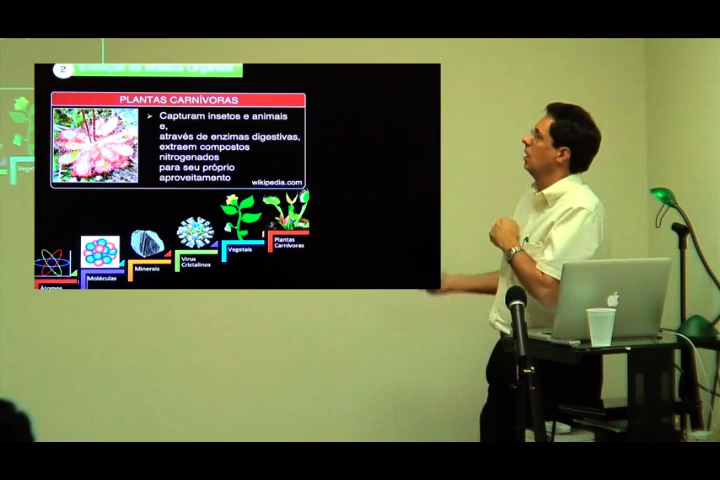 2
PLANTAS CARNÍVORAS
➢ Capturam insetos e animais
e,
através de enzimas digestivas,
extraem compostos
nitrogenados
para seu próprio
aproveitamento
wikipedia.com
Átomos
Moléculas
Minerais
Vírus
Cristalinos
Vegetais
Plantas
Carnívoras